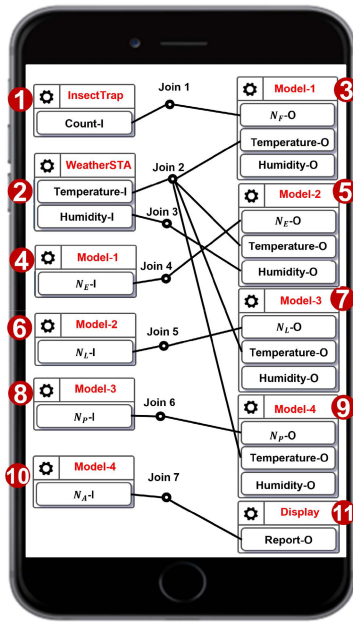 1
InsectTrap
Count-I
2
WeatherSTA
Temperature-I
Humidity-I
4
Model-1
N_E-I
6
Model-2
N_L-I
8
Model-3
N_P-I
10
Model-4
N_A-I
Join 1
Join 2
Join 3
Join 4
Join 5
Join 6
Join 7
3
Model-1
N_F-O
Temperature-O
Humidity-O
5
Model-2
N_E-O
Temperature-O
Humidity-O
7
Model-3
N_L-O
Temperature-O
Humidity-O
9
Model-4
N_P-O
Temperature-O
Humidity-O
11
Display
Report-O